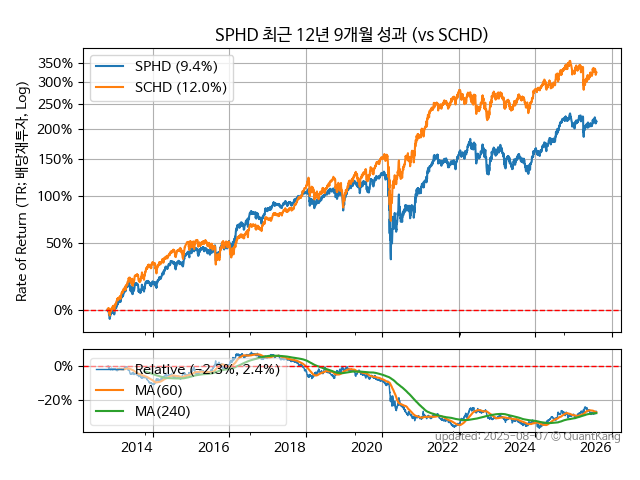 SPHD 최근 12년 9개월 성과 (vs SCHD)
Rate of Return (TR: 배당재투자, Log)
350%
300%
250%
200%
150%
100%
50%
0%
SPHD (9.4%)
SCHD (12.0%)
0%
−20%
Relative (−2.3%, 2.4%)
MA(60)
MA(240)
updated: 2025-08-07 © QuantKang
2014 2016 2018 2020 2022 2024 2026